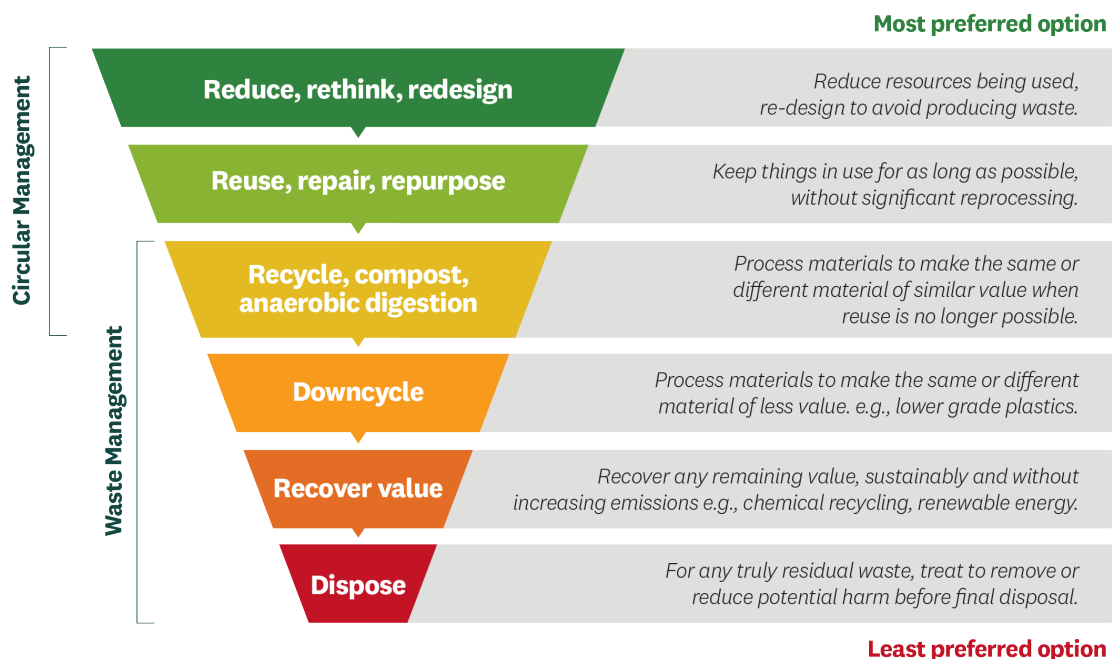 Most preferred option
Circular Management
Reduce, rethink, redesign
Reduce resources being used,
re-design to avoid producing waste.
Reuse, repair, repurpose
Keep things in use for as long as possible,
without significant reprocessing.
Waste Management
Recycle, compost,
anaerobic digestion
Process materials to make the same or
different material of similar value when
reuse is no longer possible.
Downcycle
Process materials to make the same or different
material of less value. e.g., lower grade plastics.
Recover value
Recover any remaining value, sustainably and without
increasing emissions e.g., chemical recycling, renewable energy.
Dispose
For any truly residual waste, treat to remove or
reduce potential harm before final disposal.
Least preferred option